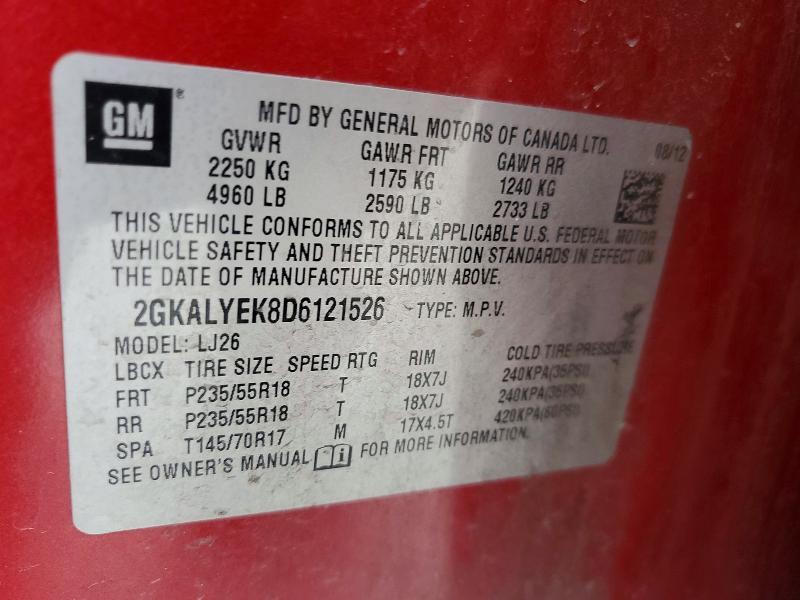 GM®
MFD BY GENERAL MOTORS OF CANADA LTD. 08/12
GVWR GAWR FRT GAWR RR
2250 KG 1175 KG 1240 KG
4960 LB 2590 LB 2733 LB
THIS VEHICLE CONFORMS TO ALL APPLICABLE U.S. FEDERAL MOTOR
VEHICLE SAFETY AND THEFT PREVENTION STANDARDS IN EFFECT ON
THE DATE OF MANUFACTURE SHOWN ABOVE.
2GKALYEK8D6121526 TYPE: M.P.V.
MODEL: LJ26
LBCX TIRE SIZE SPEED RTG RIM COLD TIRE PRESSURE
FRT P235/55R18 T 18X7J 240KPA(35PSI)
RR P235/55R18 T 18X7J 240KPA(35PSI)
SPA T145/70R17 M 17X4.5T 420KPA(60PSI)
SEE OWNER'S MANUAL i FOR MORE INFORMATION.